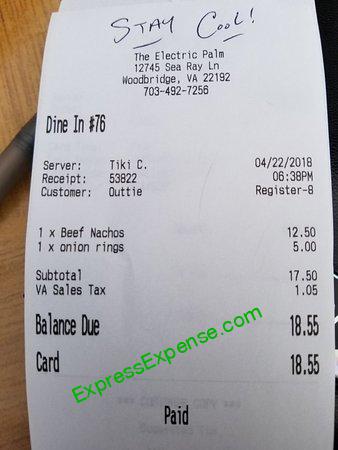 STAY COOL!
The Electric Palm
12745 Sea Ray Ln
Woodbridge, VA 22192
703-492-7256
Dine In #76
Server: Tiki C. 04/22/2018
Receipt: 53822 06:38PM
Customer: Outtie Register-8
1 x Beef Nachos 12.50
1 x onion rings 5.00
Subtotal 17.50
VA Sales Tax 1.05
Balance Due 18.55
Card 18.55
ExpressExpense.com
Paid